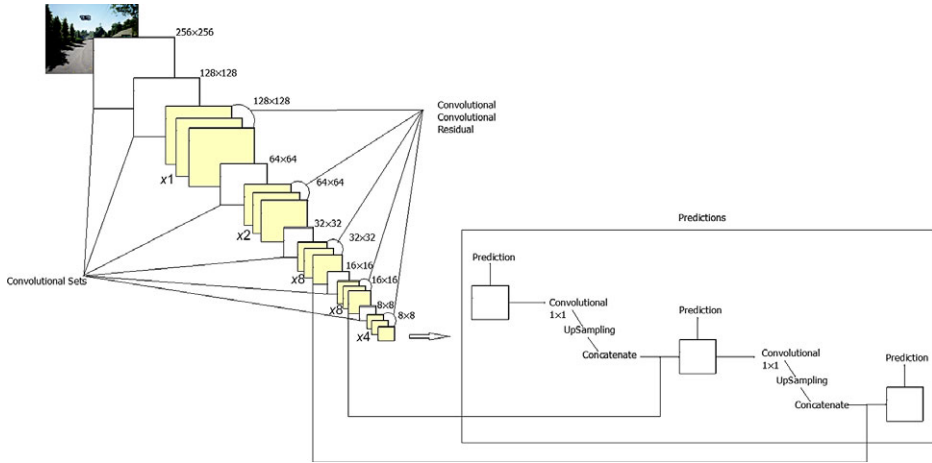 256×256
128×128
128×128
x1
64×64
64×64
x2
32×32
32×32
x8
16×16
16×16
x8
8×8
8×8
x4
Convolutional Sets
Convolutional
Convolutional
Residual
Predictions
Prediction
Convolutional
1×1
UpSampling
Concatenate
Prediction
Convolutional
1×1
UpSampling
Concatenate
Prediction